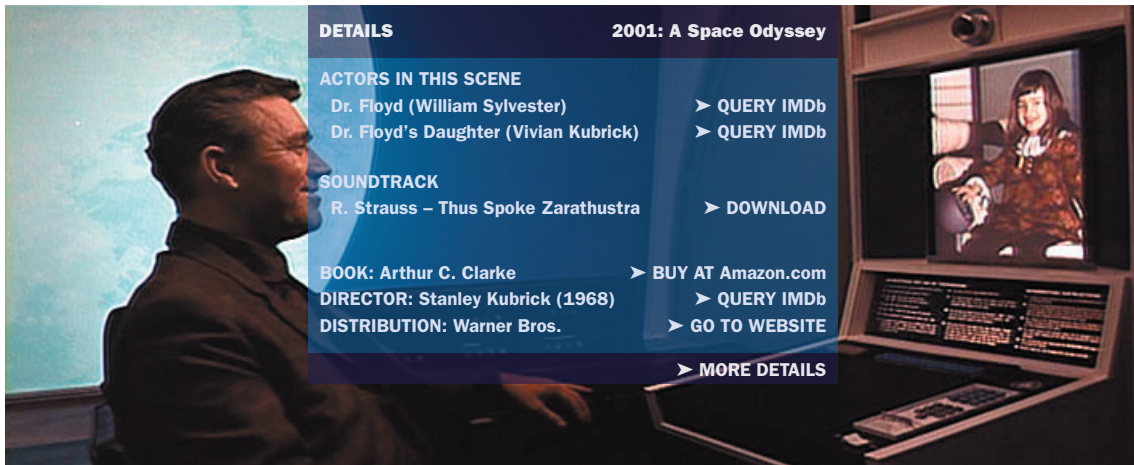 DETAILS 2001: A Space Odyssey
ACTORS IN THIS SCENE
Dr. Floyd (William Sylvester) ➤ QUERY IMDb
Dr. Floyd’s Daughter (Vivian Kubrick) ➤ QUERY IMDb
SOUNDTRACK
R. Strauss – Thus Spoke Zarathustra ➤ DOWNLOAD
BOOK: Arthur C. Clarke ➤ BUY AT Amazon.com
DIRECTOR: Stanley Kubrick (1968) ➤ QUERY IMDb
DISTRIBUTION: Warner Bros. ➤ GO TO WEBSITE
➤ MORE DETAILS